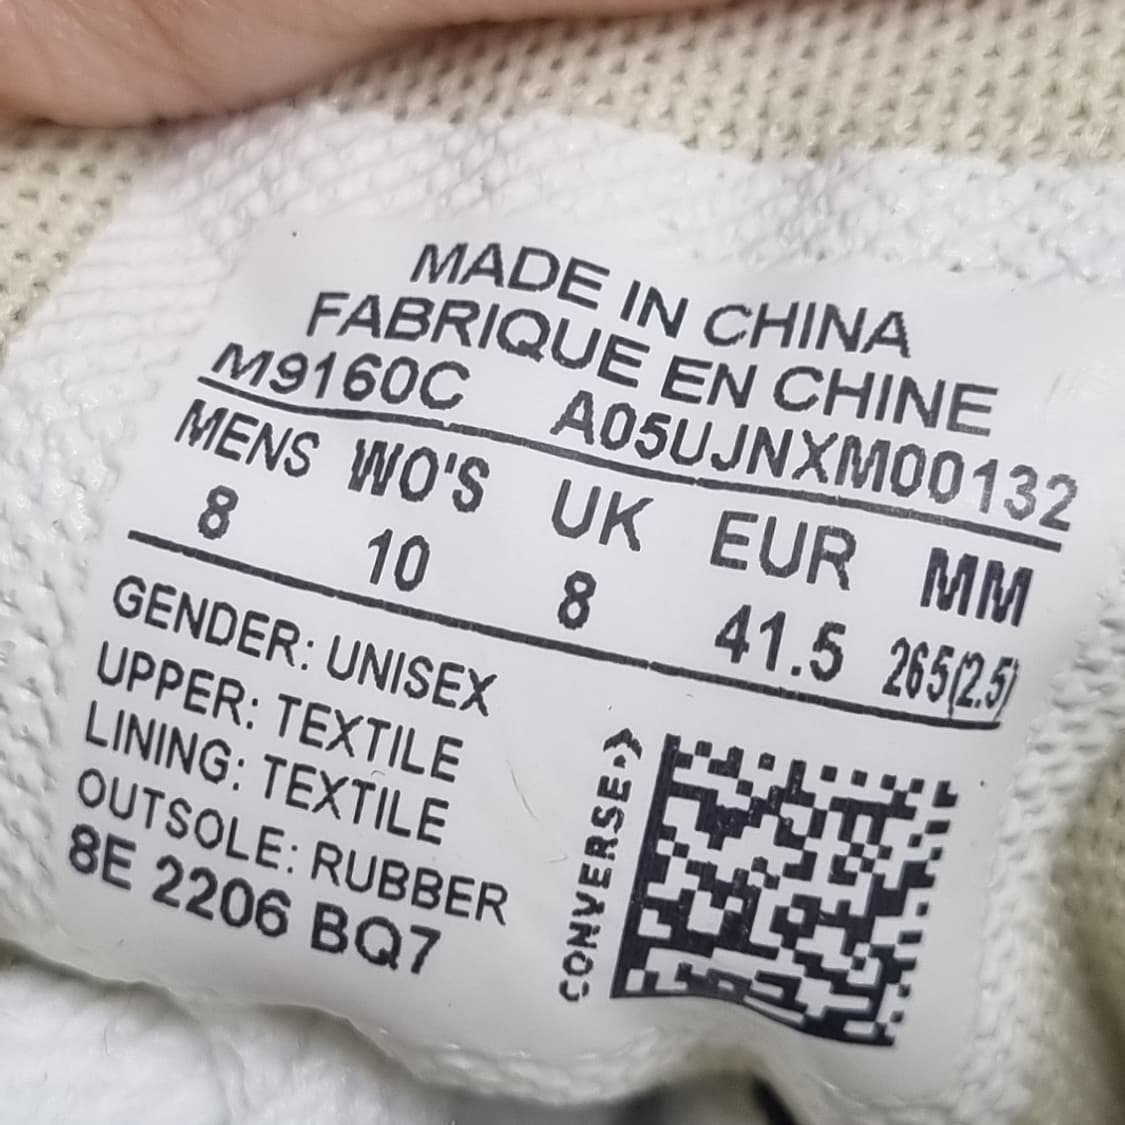 MADE IN CHINA
FABRIQUE EN CHINE
M9160C A05UJNXM00132
MENS WO'S UK EUR MM
8 10 8 41.5 265(2.5)
GENDER: UNISEX
UPPER: TEXTILE
LINING: TEXTILE
OUTSOLE: RUBBER
8E 2206 BQ7
CONVERSE